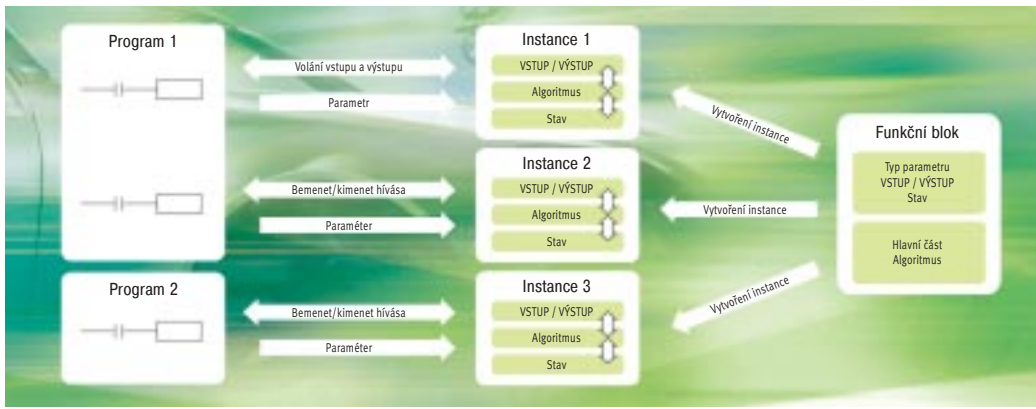 Program 1
Volání vstupu a výstupu
Parametr
Instance 1
VSTUP / VÝSTUP
Algoritmus
Stav
Vytvoření instance
Bemenet/kimenet hívása
Paraméter
Instance 2
VSTUP / VÝSTUP
Algoritmus
Stav
Vytvoření instance
Funkční blok
Typ parametru
VSTUP / VÝSTUP
Stav
Hlavní část
Algoritmus
Program 2
Bemenet/kimenet hívása
Paraméter
Instance 3
VSTUP / VÝSTUP
Algoritmus
Stav
Vytvoření instance